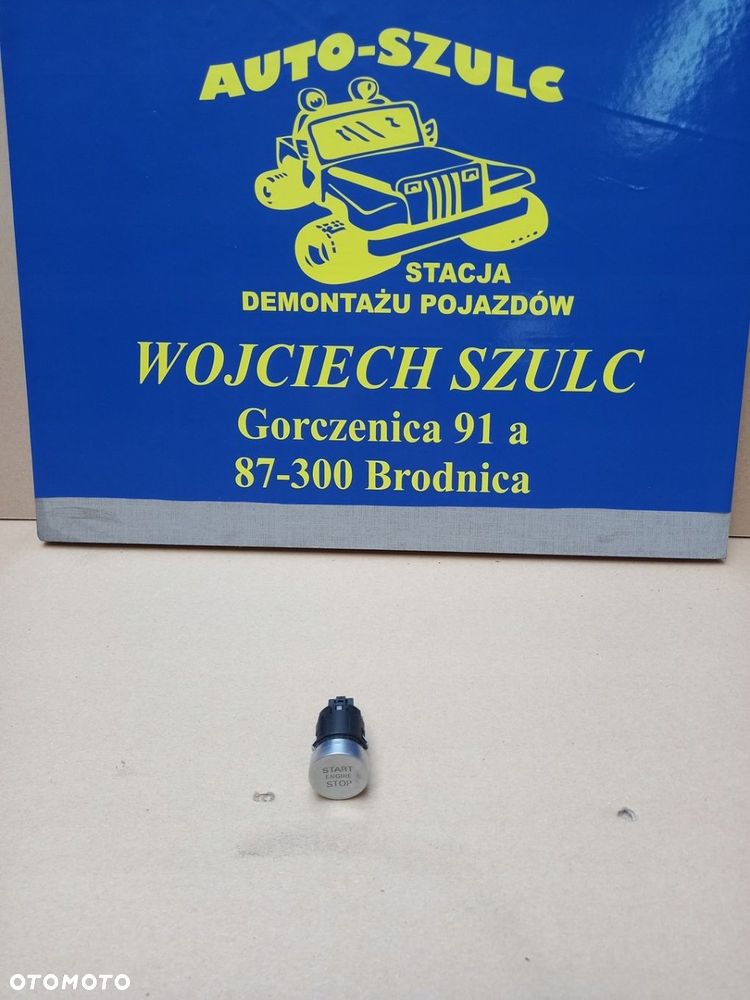 AUTO-SZULC
STACJA
DEMONTAŻU POJAZDÓW
WOJCIECH SZULC
Gorczenica 91 a
87-300 Brodnica
START
ENGINE
STOP
OTOMOTO